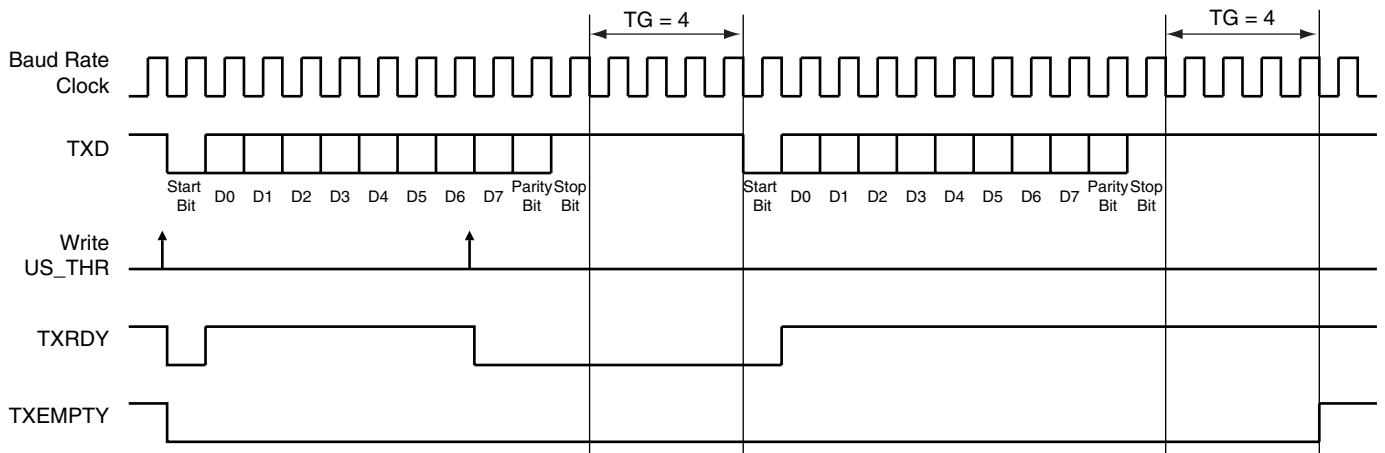 TG = 4
TG = 4
Baud Rate
Clock
TXD
Start
Bit
D0
D1
D2
D3
D4
D5
D6
D7
Parity
Bit
Stop
Bit
Start
Bit
D0
D1
D2
D3
D4
D5
D6
D7
Parity
Bit
Stop
Bit
Write
US_THR
TXRDY
TXEMPTY